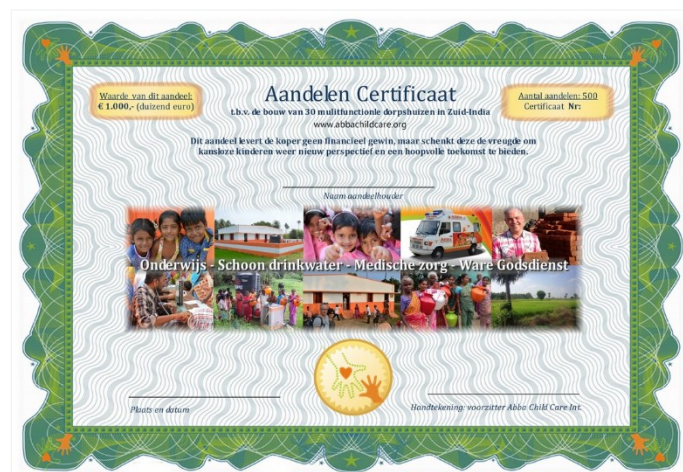 Waarde van dit aandeel:
€ 1.000,- (duizend euro)
Aandelen Certificaat
t.b.v. de bouw van 30 mulitfunctionle dorpshuizen in Zuid-India
www.abbachildcare.org
Aantal aandelen: 500
Certificaat Nr:
Dit aandeel levert de koper geen financieel gewin, maar schenkt deze de vreugde om
kansloze kinderen weer nieuw perspectief en een hoopvolle toekomst te bieden.
Naam aandeelhouder
Onderwijs - Schoon drinkwater - Medische zorg - Ware Godsdienst
Plaats en datum
Handtekening: voorzitter Abba Child Care Int.